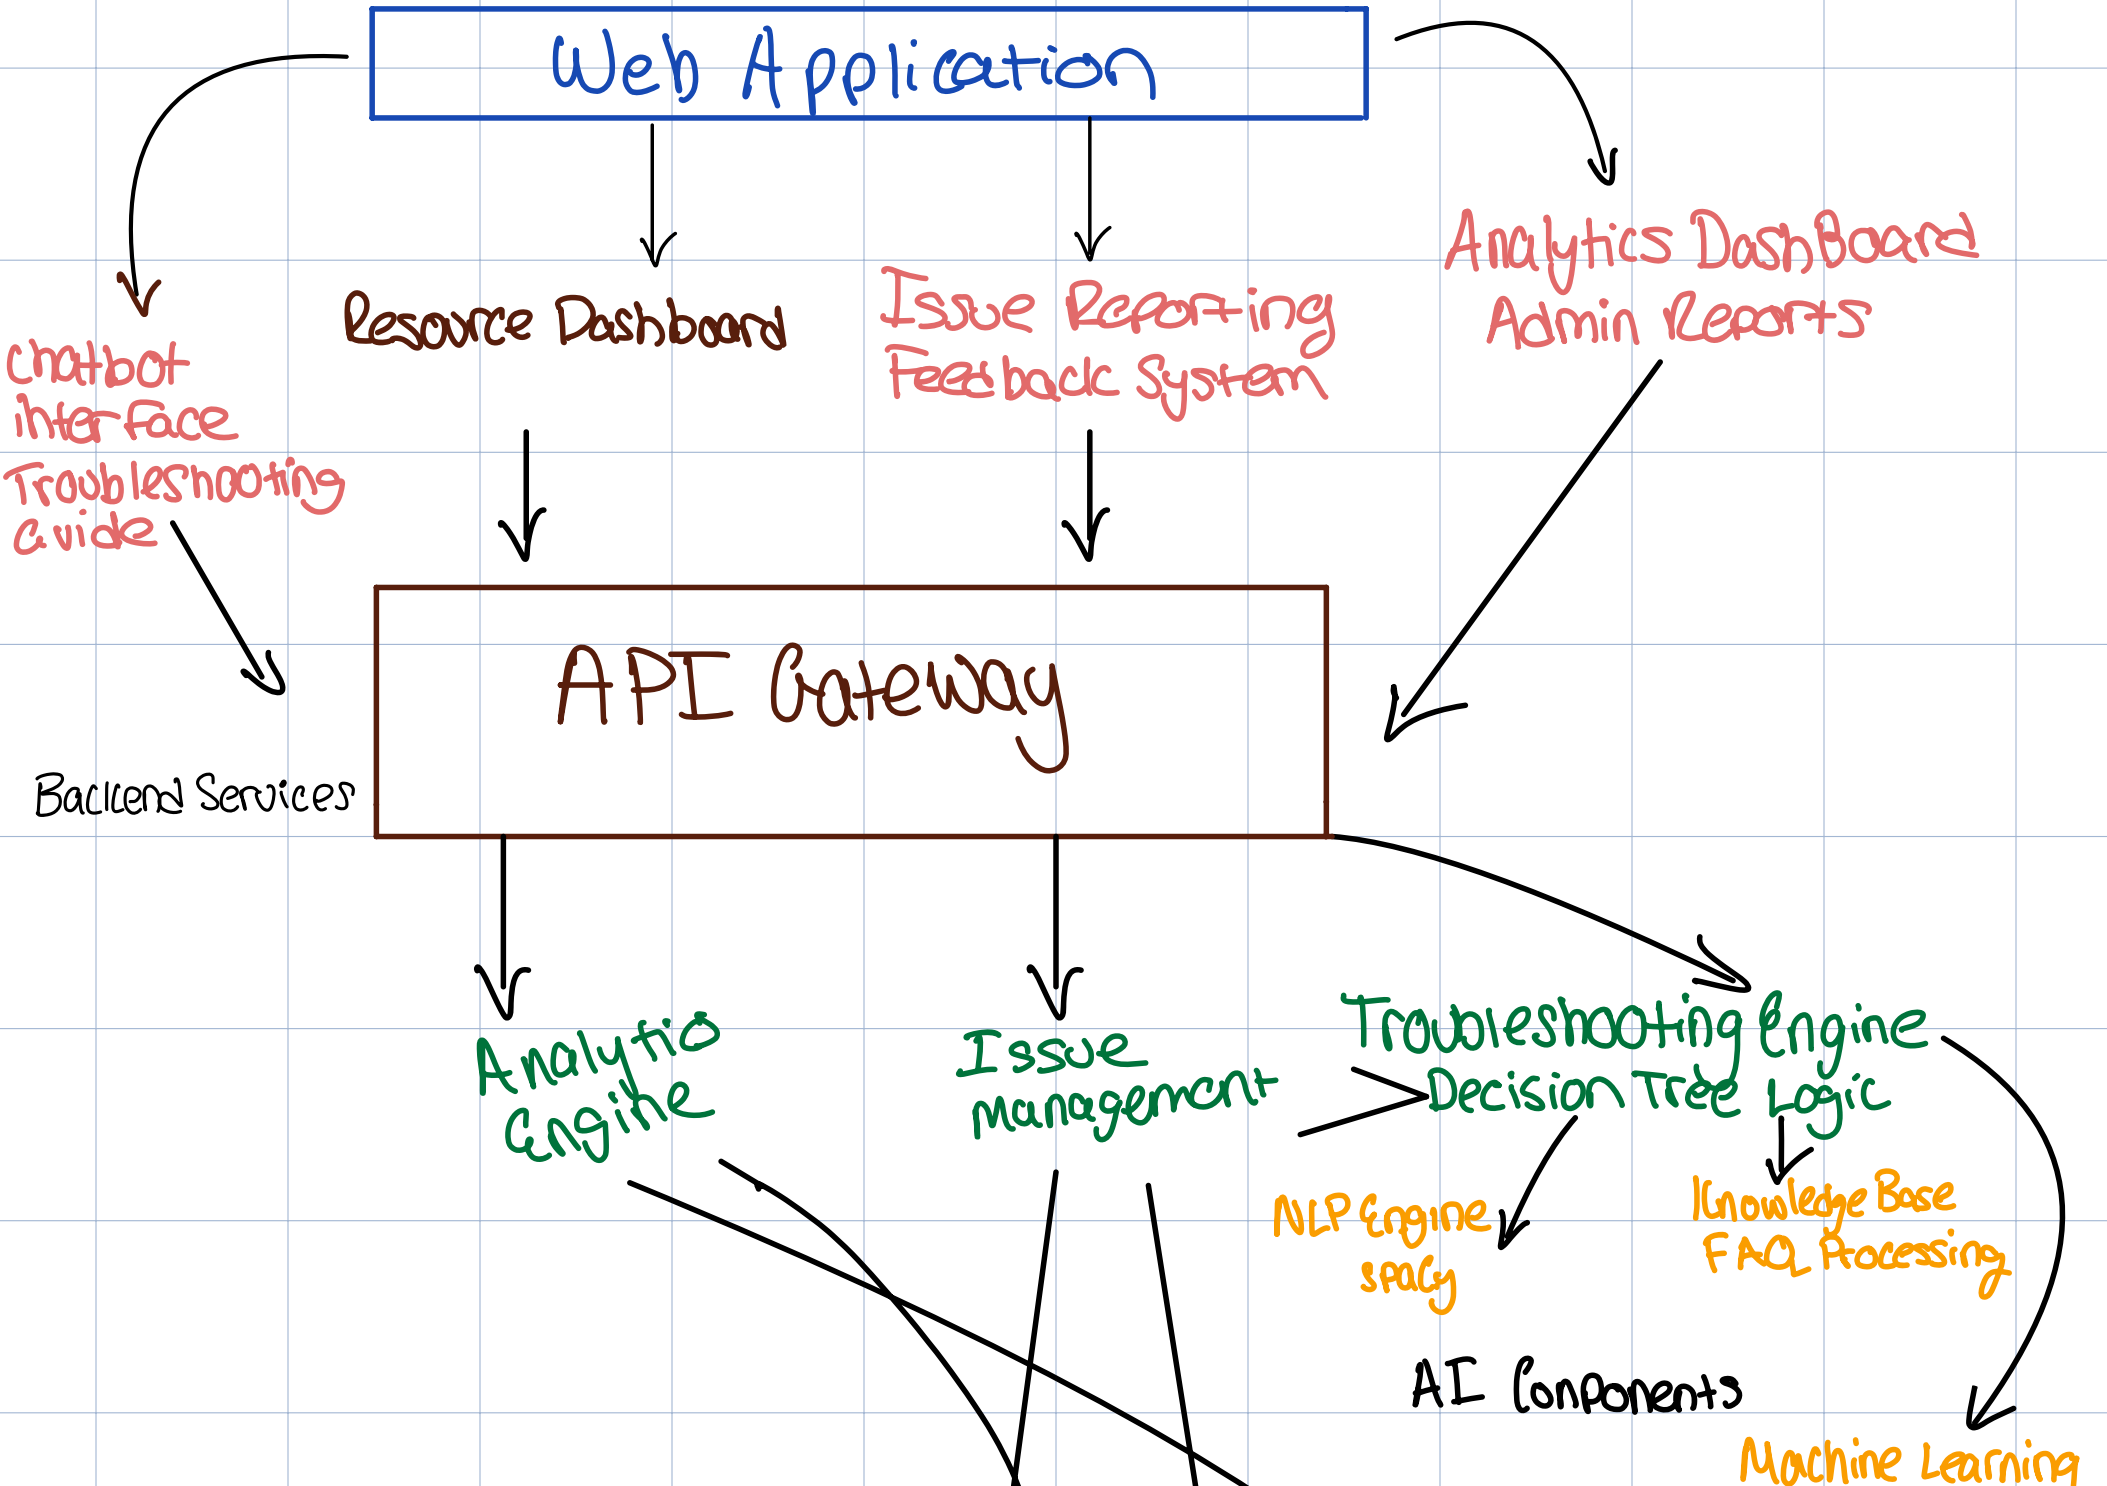 Web Application
Analytics DashBoard
Admin Reports
Resource Dashboard
Issue Reporting
Feedback System
Chatbot
interface
Troubleshooting
Guide
API Gateway
Backend Services
Analytic
Engine
Issue
management
Troubleshooting Engine
Decision Tree Logic
NLP Engine
spacy
Knowledge Base
FAQ Processing
AI Conponents
Machine Learning